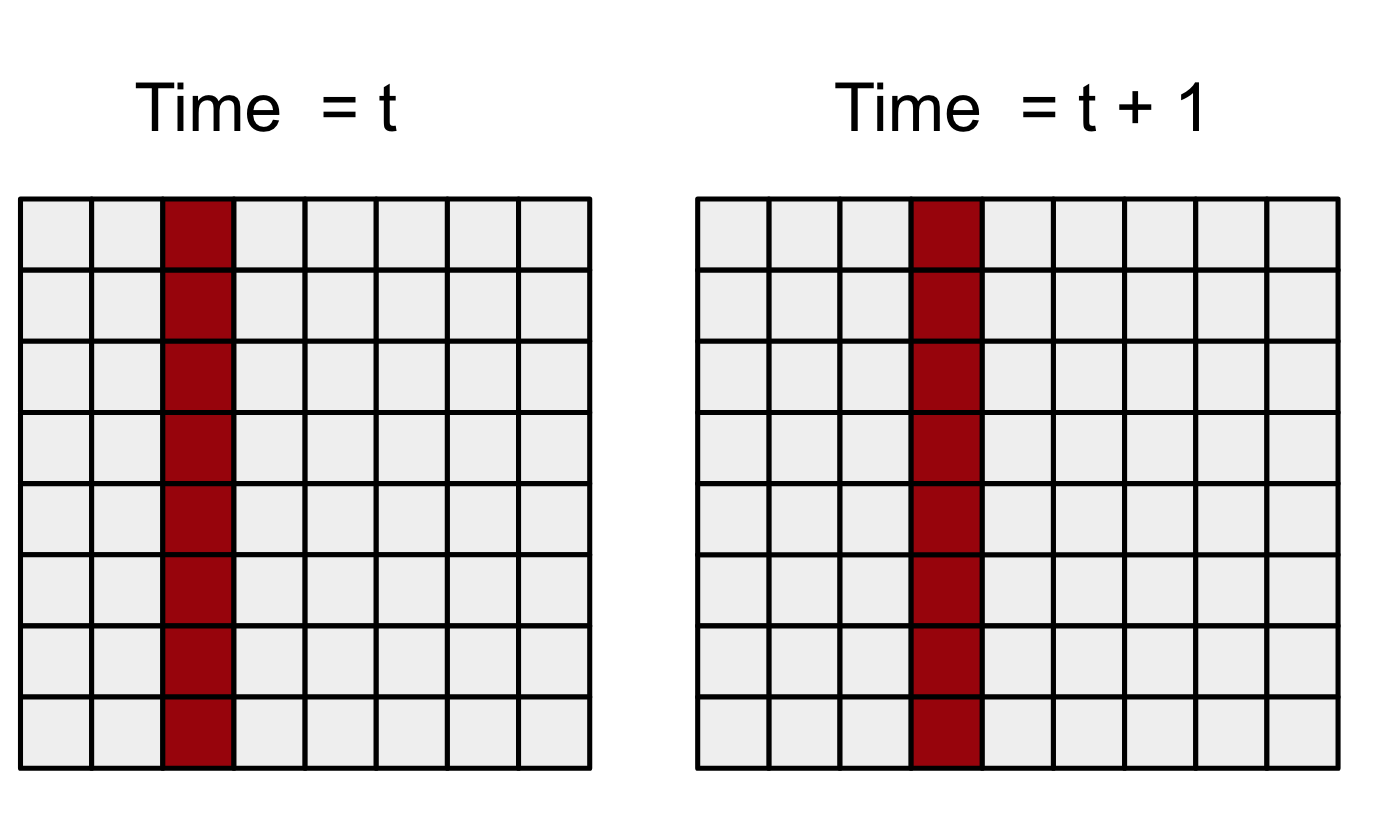 Time = t
Time = t + 1